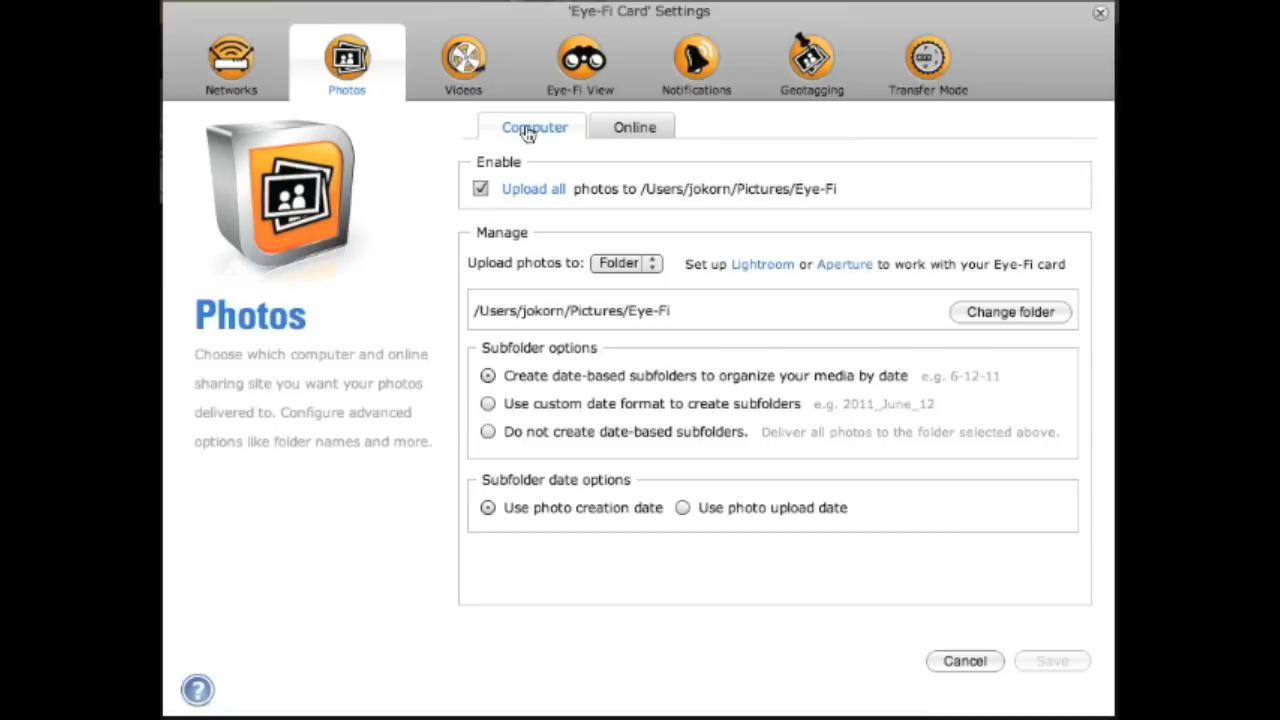 'Eye-Fi Card' Settings
Networks
Photos
Videos
Eye-Fi View
Notifications
Geotagging
Transfer Mode
Computer
Online
Enable
Upload all photos to /Users/jokorn/Pictures/Eye-Fi
Manage
Upload photos to: Folder Set up Lightroom or Aperture to work with your Eye-Fi card
/Users/jokorn/Pictures/Eye-Fi Change folder
Subfolder options
Create date-based subfolders to organize your media by date e.g. 6-12-11
Use custom date format to create subfolders e.g. 2011_June_12
Do not create date-based subfolders. Deliver all photos to the folder selected above.
Subfolder date options
Use photo creation date Use photo upload date
Photos
Choose which computer and online
sharing site you want your photos
delivered to. Configure advanced
options like folder names and more.
Cancel Save
?